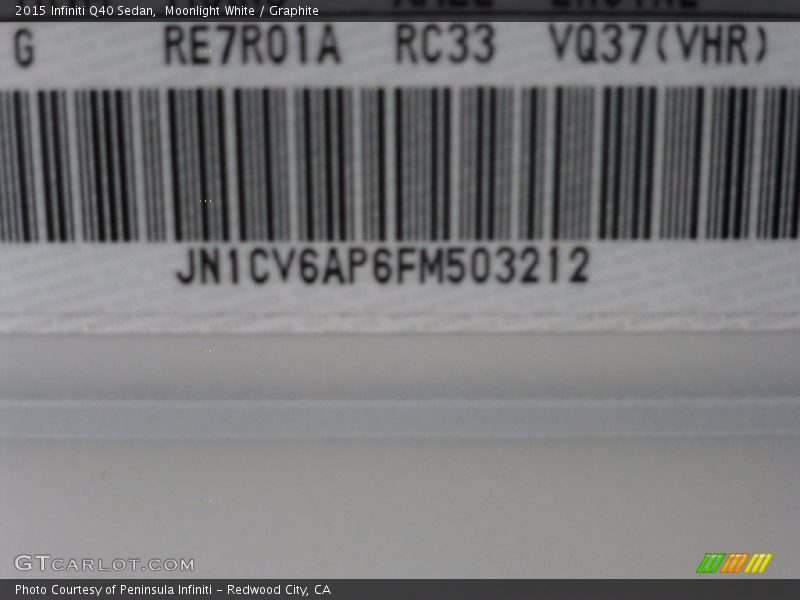 2015 Infiniti Q40 Sedan,  Moonlight White / Graphite
G RE7R01A RC33 VQ37(VHR)
JN1CV6AP6FM503212
GTCARLOT.COM
Photo Courtesy of Peninsula Infiniti - Redwood City, CA